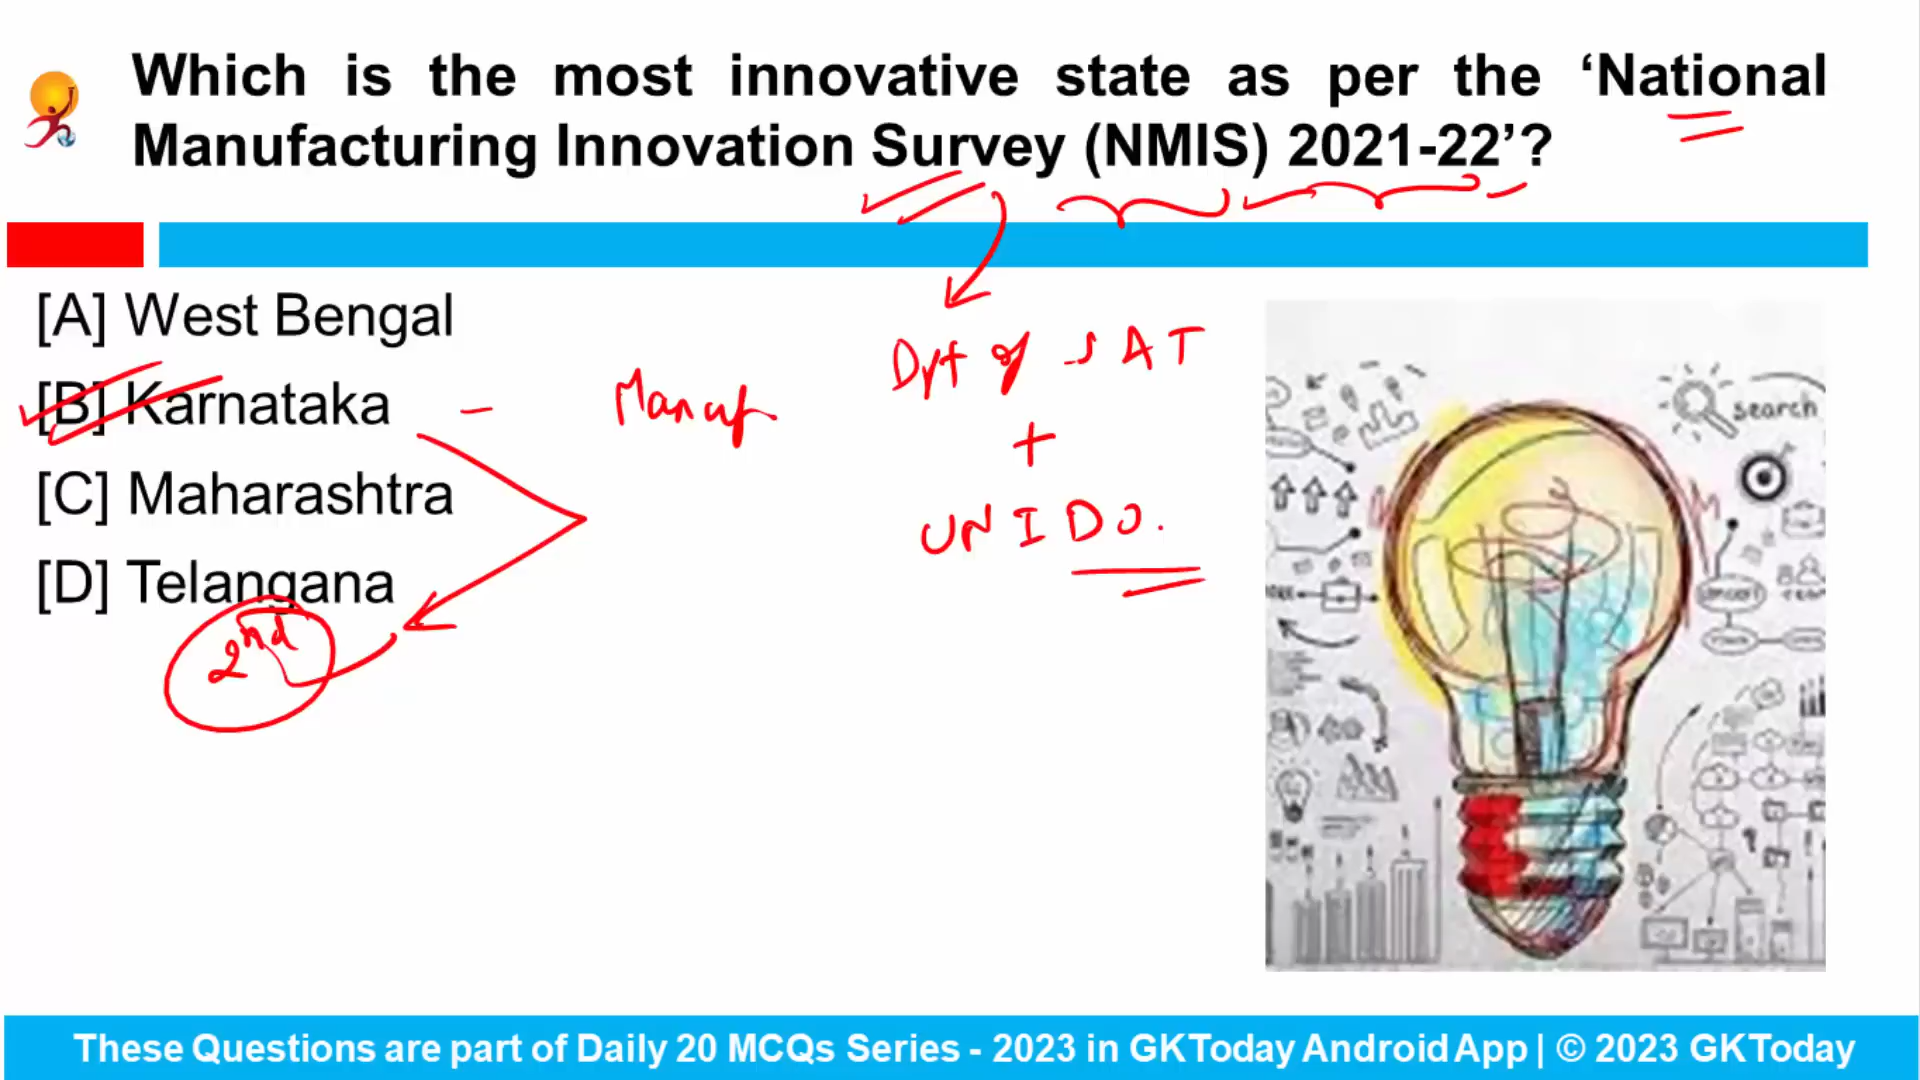 Which is the most innovative state as per the ‘National
Manufacturing Innovation Survey (NMIS) 2021-22’?
[A] West Bengal
[B] Karnataka
[C] Maharashtra
[D] Telangana
2nd
Manuf
Dpt of S A T
+
UNIDO.
search
These Questions are part of Daily 20 MCQs Series - 2023 in GKToday Android App | © 2023 GKToday